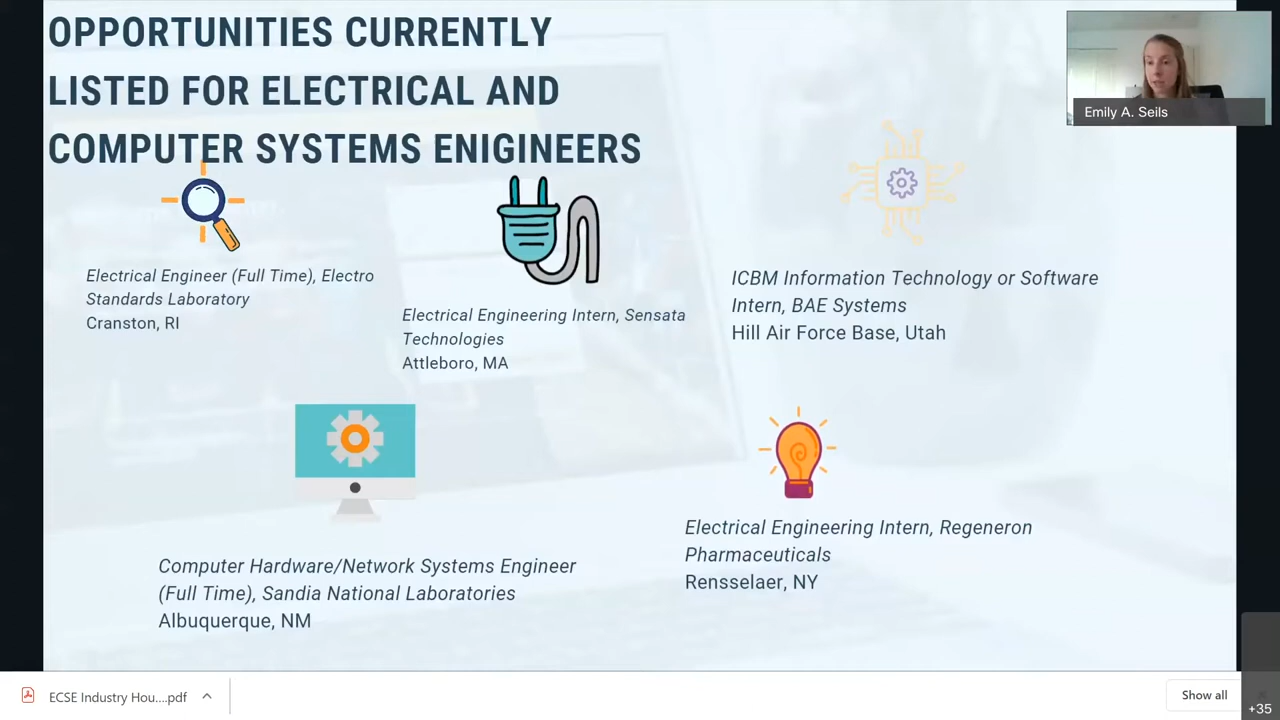 OPPORTUNITIES CURRENTLY
LISTED FOR ELECTRICAL AND
COMPUTER SYSTEMS ENIGINEERS
Emily A. Seils
Electrical Engineer (Full Time), Electro
Standards Laboratory
Cranston, RI
Electrical Engineering Intern, Sensata
Technologies
Attleboro, MA
ICBM Information Technology or Software
Intern, BAE Systems
Hill Air Force Base, Utah
Computer Hardware/Network Systems Engineer
(Full Time), Sandia National Laboratories
Albuquerque, NM
Electrical Engineering Intern, Regeneron
Pharmaceuticals
Rensselaer, NY
ECSE Industry Hou....pdf
Show all
+35